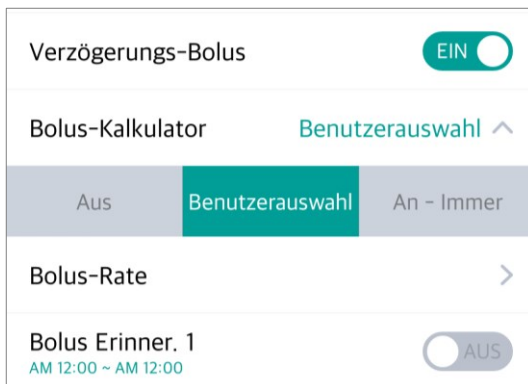 Verzögerungs-Bolus EIN
Bolus-Kalkulator Benutzerauswahl
Aus Benutzerauswahl An - Immer
Bolus-Rate
Bolus Erinner. 1 AUS
AM 12:00 ~ AM 12:00